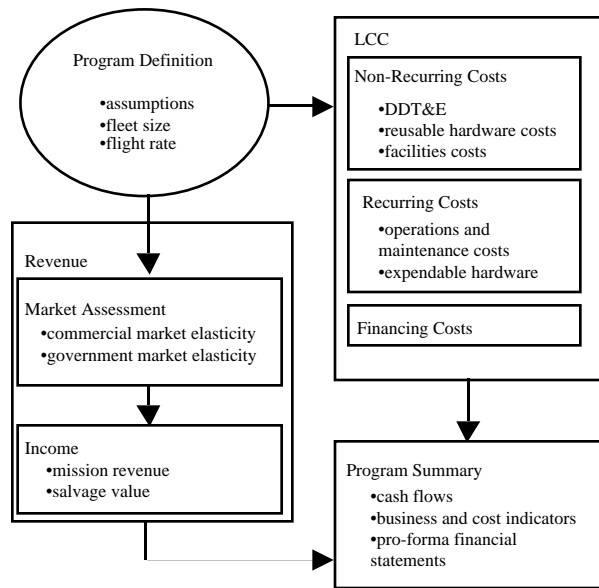 Program Definition
•assumptions
•fleet size
•flight rate
Revenue
Market Assessment
•commercial market elasticity
•government market elasticity
Income
•mission revenue
•salvage value
LCC
Non-Recurring Costs
•DDT&E
•reusable hardware costs
•facilities costs
Recurring Costs
•operations and
maintenance costs
•expendable hardware
Financing Costs
Program Summary
•cash flows
•business and cost indicators
•pro-forma financial
statements